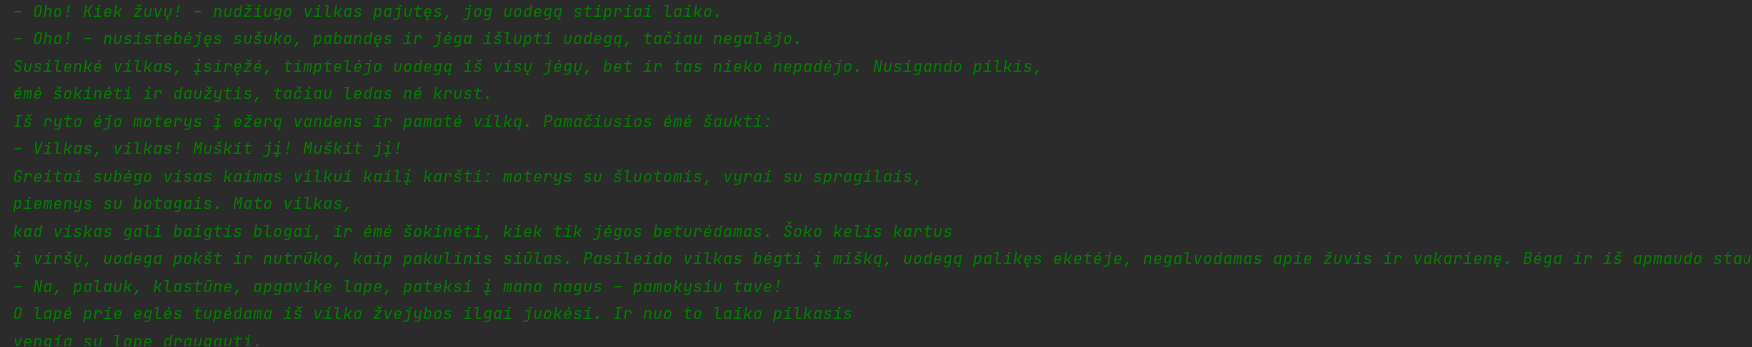 – Oho! Kiek žuvų! – nudžiugo vilkas pajutęs, jog uodegą stipriai laiko.
– Oho! – nusistebėjęs sušuko, pabandęs ir jėga išlupti uodegą, tačiau negalėjo.
Susilenkė vilkas, įsirėžė, timptelėjo uodegą iš visų jėgų, bet ir tas nieko nepadėjo. Nusigando pilkis,
ėmė šokinėti ir daužytis, tačiau ledas nė krust.
Iš ryto ėjo moterys į ežerą vandens ir pamatė vilką. Pamačiusios ėmė šaukti:
– Vilkas, vilkas! Muškit jį! Muškit jį!
Greitai subėgo visas kaimas vilkui kailį karšti: moterys su šluotomis, vyrai su spragilais,
piemenys su botagais. Mato vilkas,
kad viskas gali baigtis blogai, ir ėmė šokinėti, kiek tik jėgos beturėdamas. Šoko kelis kartus
į viršų, uodega pokšt ir nutrūko, kaip pakulinis siūlas. Pasileido vilkas bėgti į mišką, uodegą palikęs eketėje, negalvodamas apie žuvis ir vakarienę. Bėga ir iš apmaudo stau
– Na, palauk, klastūne, apgavike lape, pateksi į mano nagus – pamokysiu tave!
O lapė prie eglės tupėdama iš vilko žvejybos ilgai juokėsi. Ir nuo to laiko pilkasis
vengia su lape draugauti.